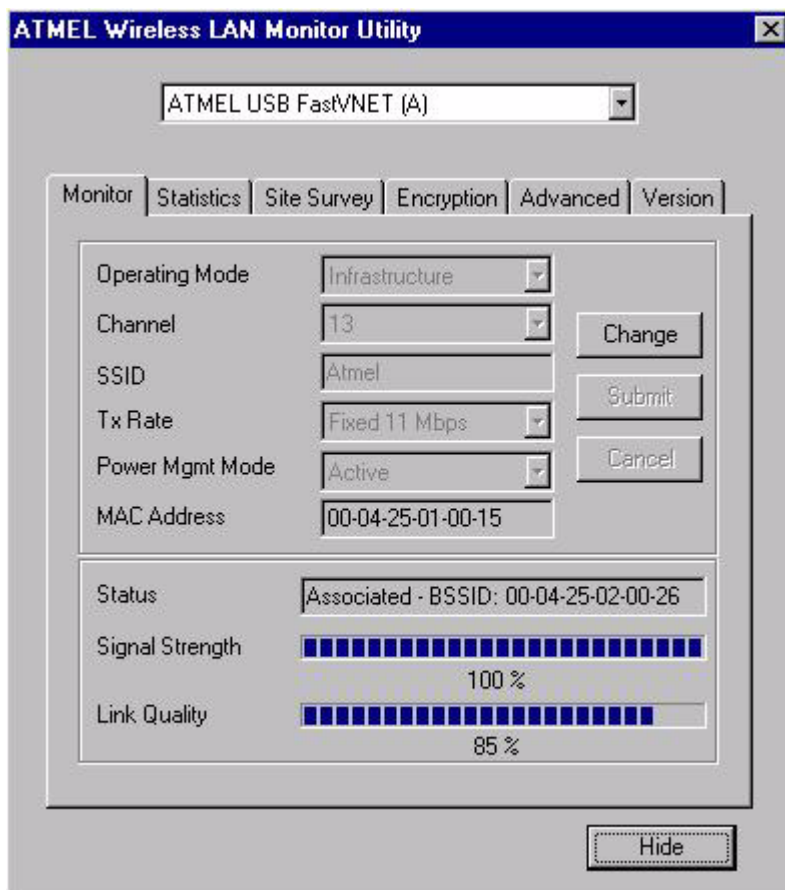 ATMEL Wireless LAN Monitor Utility
ATMEL USB FastVNET (A)
Monitor Statistics Site Survey Encryption Advanced Version
Operating Mode Infrastructure
Channel 13
Change
SSID Atmel
Submit
Tx Rate Fixed 11 Mbps
Cancel
Power Mgmt Mode Active
MAC Address 00-04-25-01-00-15
Status Associated - BSSID: 00-04-25-02-00-26
Signal Strength
100 %
Link Quality
85 %
Hide